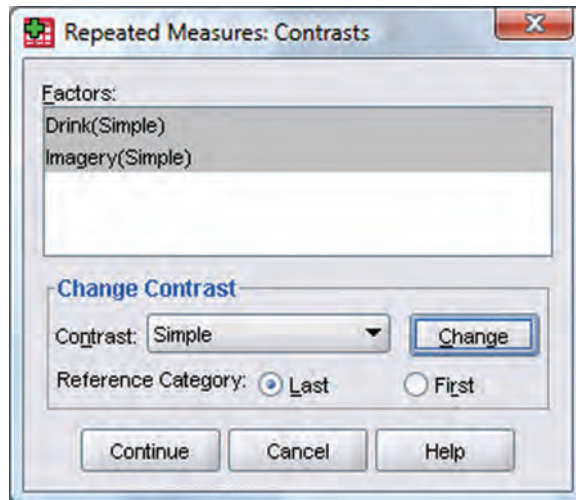 Repeated Measures: Contrasts
Factors:
Drink(Simple)
Imagery(Simple)
Change Contrast
Contrast: Simple Change
Reference Category: Last First
Continue Cancel Help